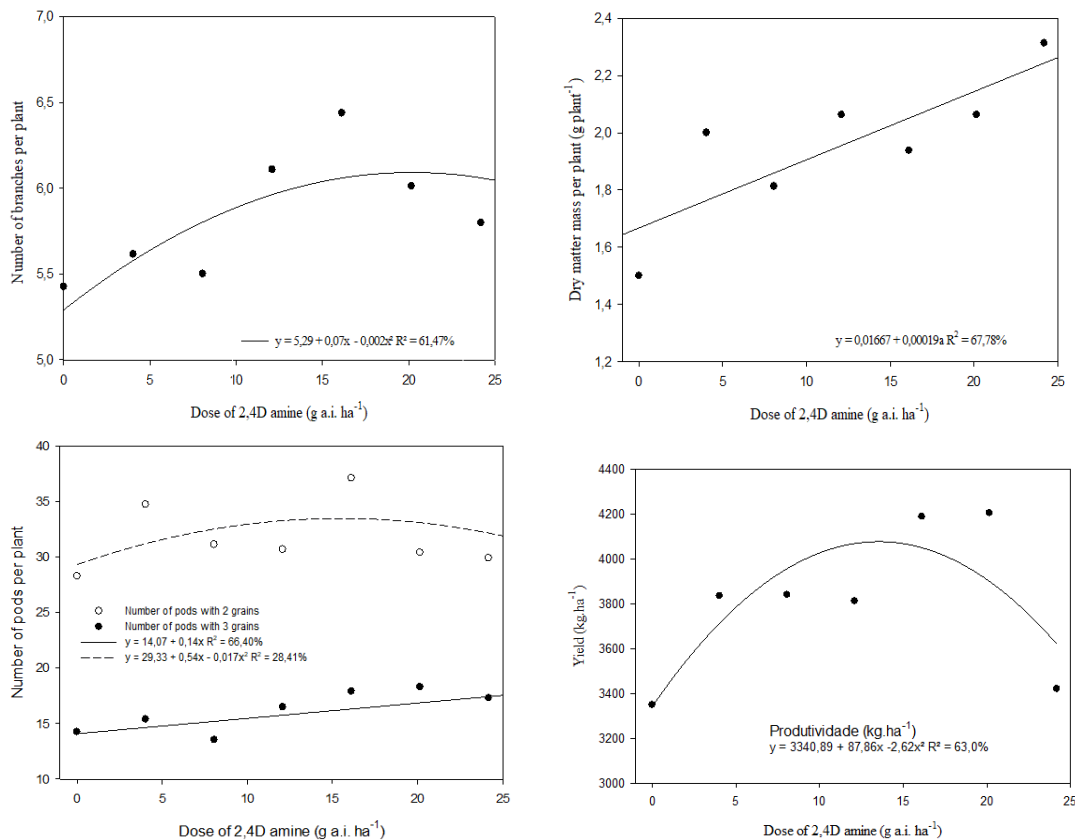 7,0
6,5
6,0
5,5
5,0
Number of branches per plant
y = 5,29 + 0,07x - 0,002x² R² = 61,47%
0 5 10 15 20 25
Dose of 2,4D amine (g a.i. ha⁻¹)
2,4
2,2
2,0
1,8
1,6
1,4
1,2
Dry matter mass per plant (g plant⁻¹)
y = 0,01667 + 0,00019a R² = 67,78%
0 5 10 15 20 25
Dose of 2,4D amine (g a.i. ha⁻¹)
40
35
30
25
20
15
10
Number of pods per plant
Number of pods with 2 grains
Number of pods with 3 grains
y = 14,07 + 0,14x R² = 66,40%
y = 29,33 + 0,54x - 0,017x² R² = 28,41%
0 5 10 15 20 25
Dose of 2,4D amine (g a.i. ha⁻¹)
4400
4200
4000
3800
3600
3400
3200
3000
Yield (kg.ha⁻¹)
Produtividade (kg.ha⁻¹)
y = 3340,89 + 87,86x -2,62x² R² = 63,0%
0 5 10 15 20 25
Dose of 2,4D amine (g a.i. ha⁻¹)